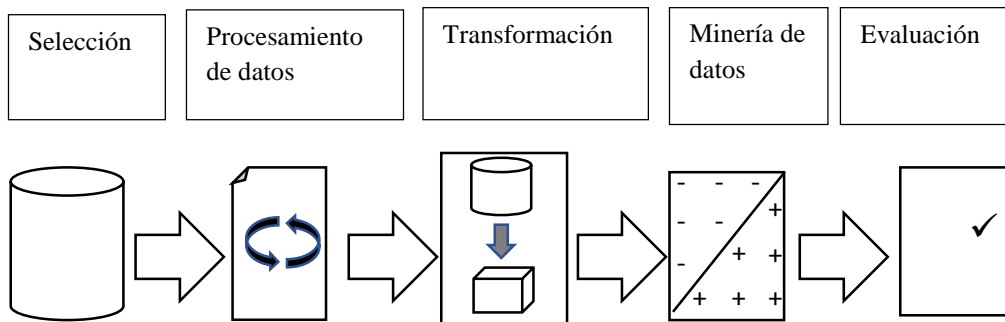 Selección
Procesamiento
de datos
Transformación
Minería de
datos
Evaluación
- - -
+
- -
+ +
-
+ + + +